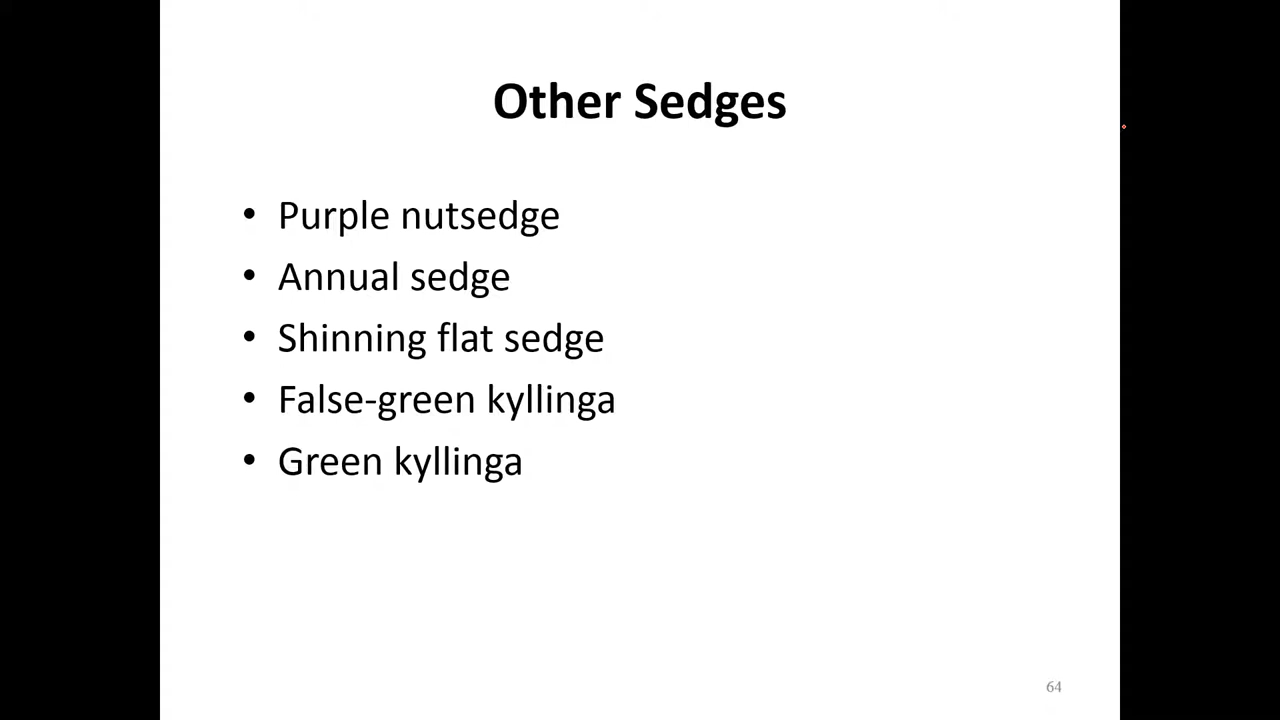 Other Sedges
• Purple nutsedge
• Annual sedge
• Shinning flat sedge
• False-green kyllinga
• Green kyllinga
64